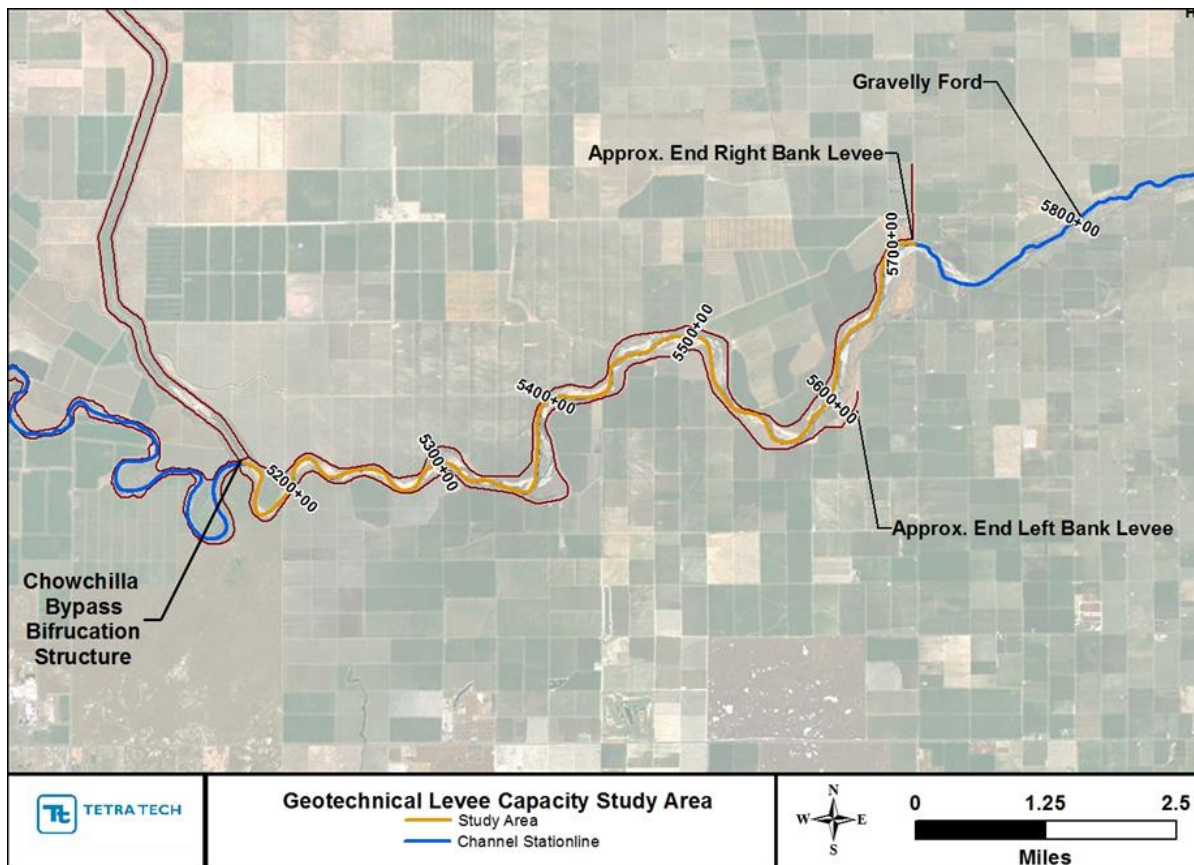 Gravelly Ford
Approx. End Right Bank Levee
5800+00
5700+00
5500+00
5400+00
5600+00
5300+00
5200+00
Approx. End Left Bank Levee
Chowchilla
Bypass
Bifrucation
Structure
Tt TETRA TECH
Geotechnical Levee Capacity Study Area
Study Area
Channel Stationline
N
W E
S
0 1.25 2.5
Miles